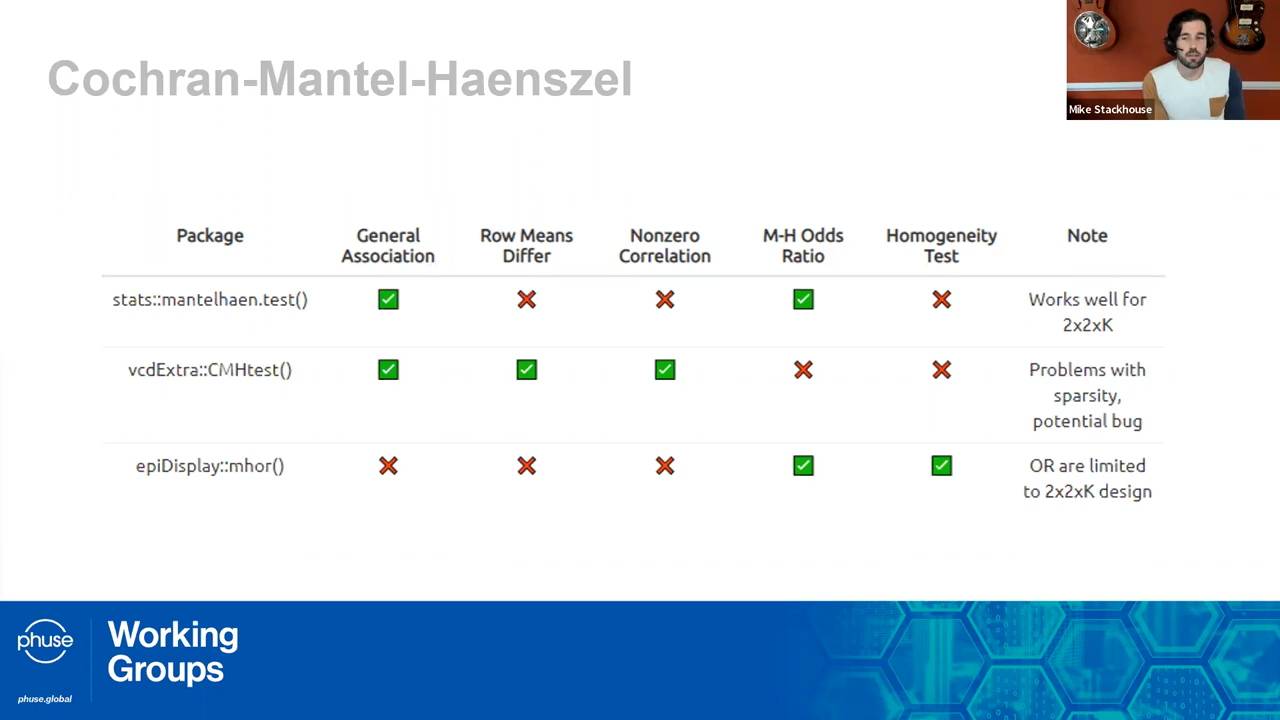 Cochran-Mantel-Haenszel
Mike Stackhouse
Package
General
Association
Row Means
Differ
Nonzero
Correlation
M-H Odds
Ratio
Homogeneity
Test
Note
stats::mantelhaen.test()
Works well for
2x2xK
vcdExtra::CMHtest()
Problems with
sparsity,
potential bug
epiDisplay::mhor()
OR are limited
to 2x2xK design
phuse
phuse.global
Working
Groups